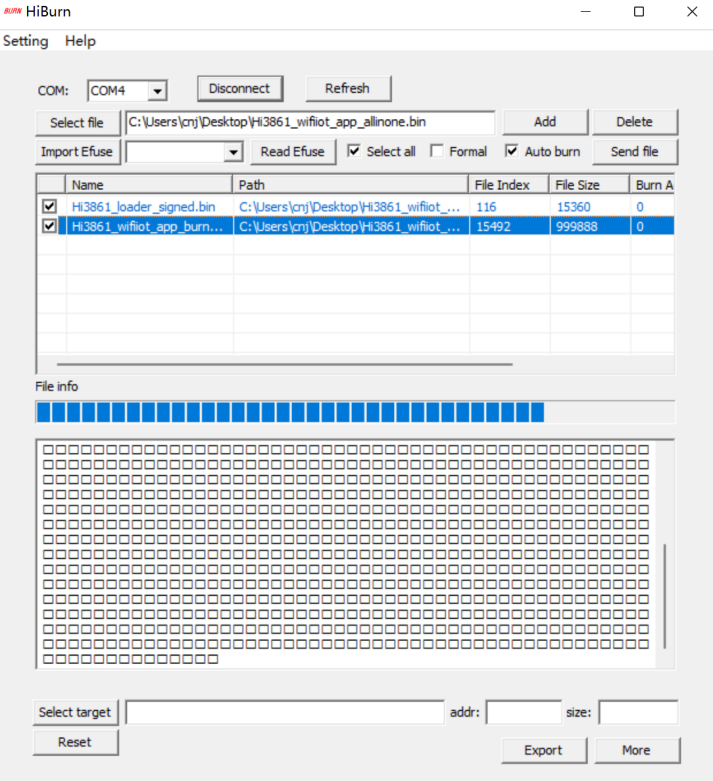 BURN HiBurn
Setting Help
COM: COM4 Disconnect Refresh
Select file C:\Users\cnj\Desktop\Hi3861_wifiiot_app_allinone.bin Add Delete
Import Efuse Read Efuse Select all Formal Auto burn Send file
Name Path File Index File Size Burn A
Hi3861_loader_signed.bin C:\Users\cnj\Desktop\Hi3861_wifiiot_... 116 15360 0
Hi3861_wifiiot_app_burn... C:\Users\cnj\Desktop\Hi3861_wifiiot_... 15492 999888 0
File info
Select target addr: size:
Reset
Export More